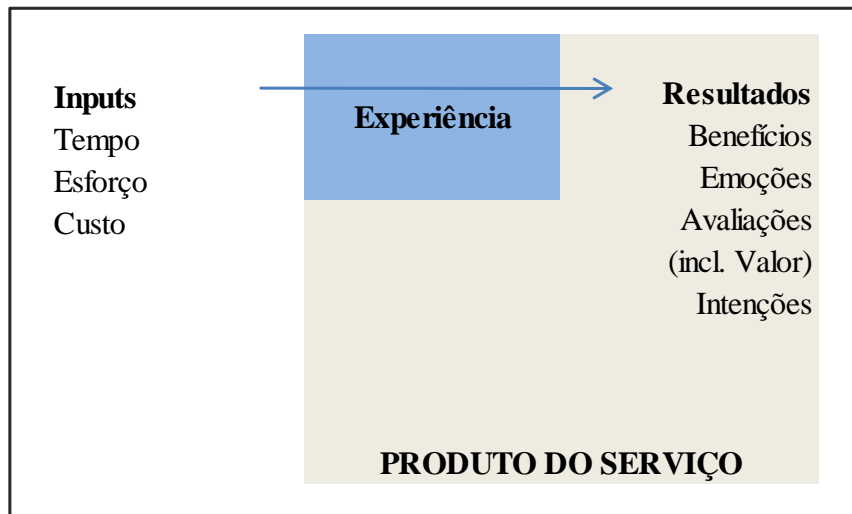 Inputs
Tempo
Esforço
Custo
Experiência
Resultados
Benefícios
Emoções
Avaliações
(incl. Valor)
Intenções
PRODUTO DO SERVIÇO